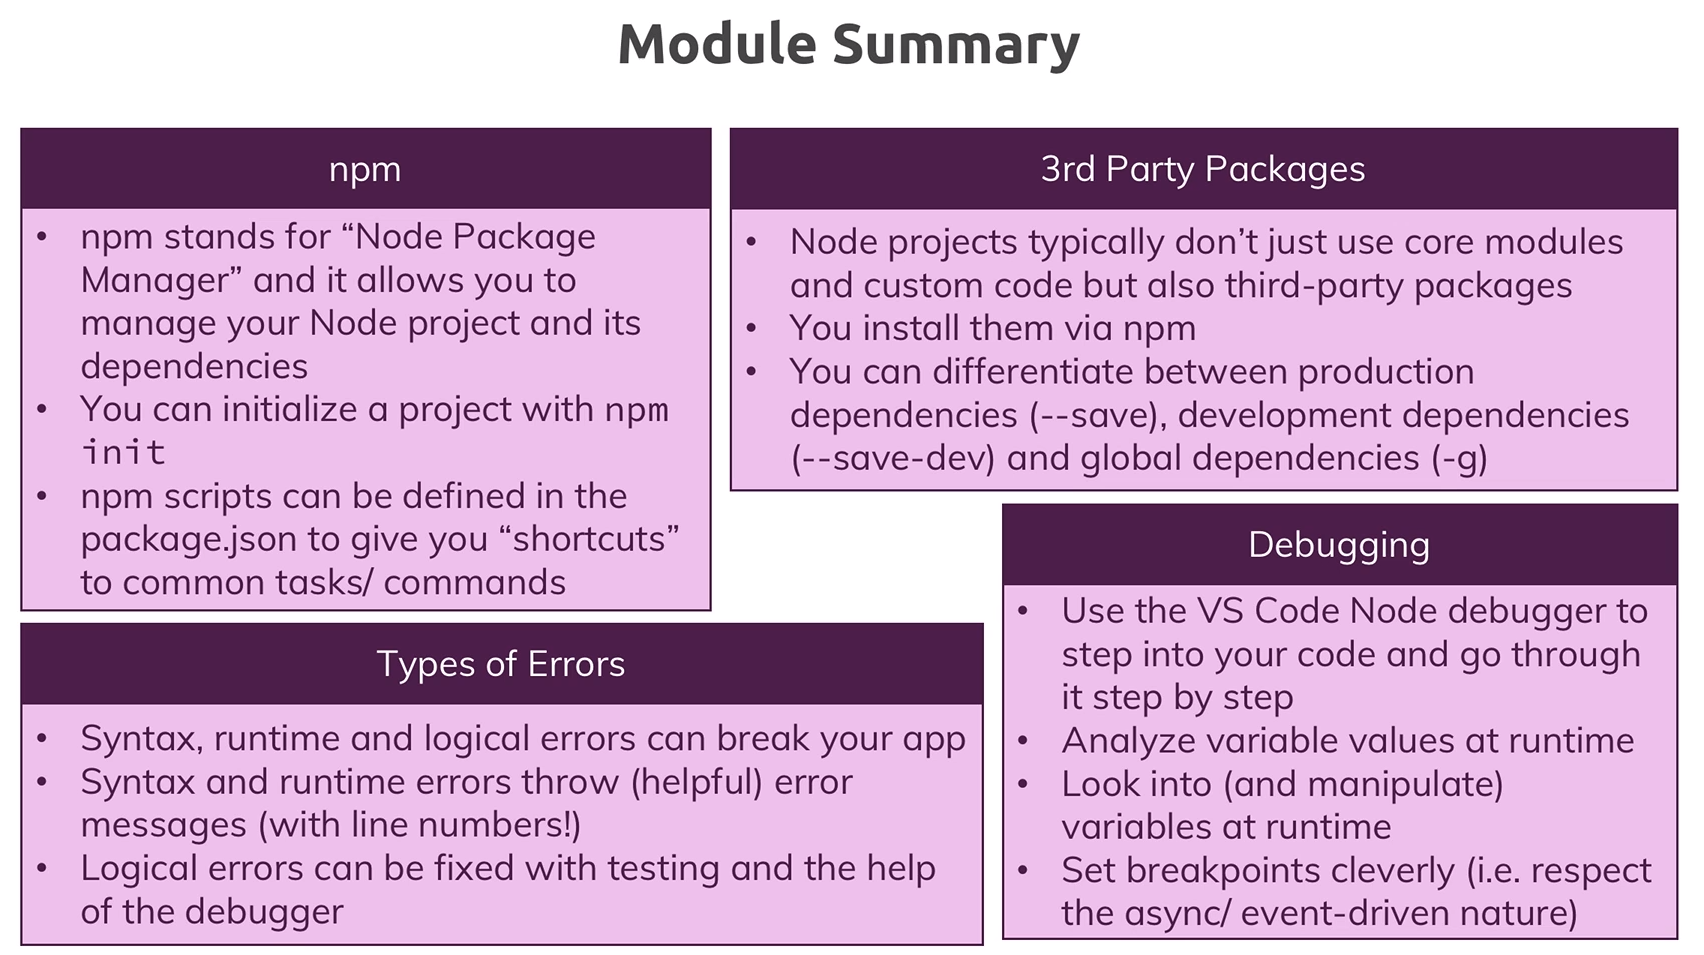 Module Summary
npm
• npm stands for “Node Package
Manager” and it allows you to
manage your Node project and its
dependencies
• You can initialize a project with npm
init
• npm scripts can be defined in the
package.json to give you “shortcuts”
to common tasks/ commands
3rd Party Packages
• Node projects typically don’t just use core modules
and custom code but also third-party packages
• You install them via npm
• You can differentiate between production
dependencies (--save), development dependencies
(--save-dev) and global dependencies (-g)
Types of Errors
• Syntax, runtime and logical errors can break your app
• Syntax and runtime errors throw (helpful) error
messages (with line numbers!)
• Logical errors can be fixed with testing and the help
of the debugger
Debugging
• Use the VS Code Node debugger to
step into your code and go through
it step by step
• Analyze variable values at runtime
• Look into (and manipulate)
variables at runtime
• Set breakpoints cleverly (i.e. respect
the async/ event-driven nature)